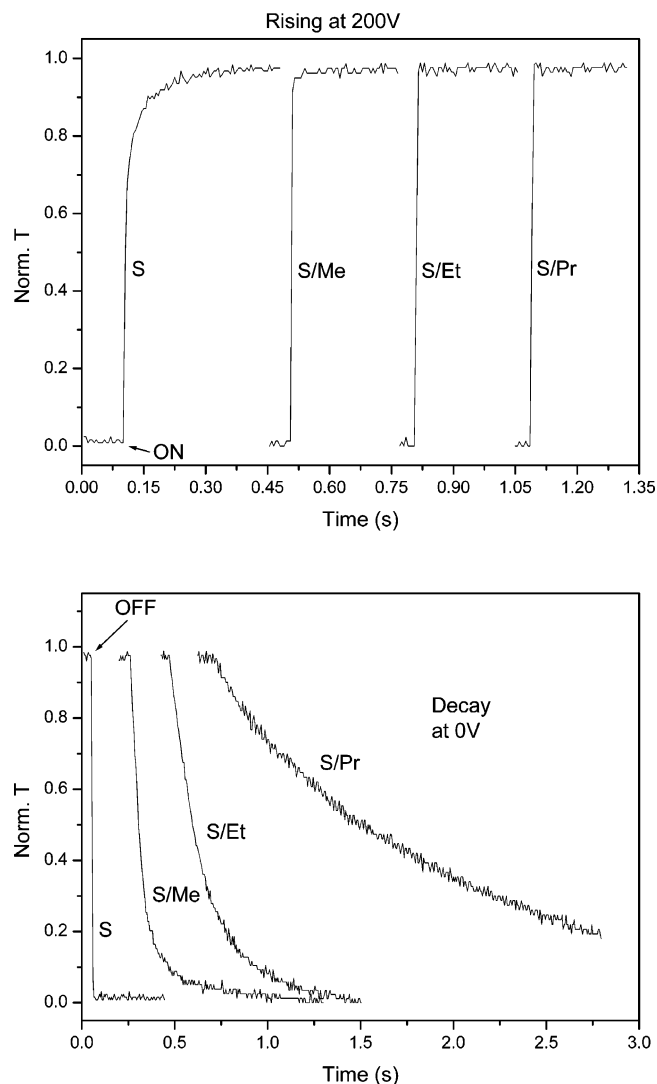 Rising at 200V
1.0
0.8
0.6
0.4
0.2
0.0
Norm. T
S
S/Me
S/Et
S/Pr
ON
0.00 0.15 0.30 0.45 0.60 0.75 0.90 1.05 1.20 1.35
Time (s)
OFF
1.0
0.8
0.6
0.4
0.2
0.0
Norm. T
Decay
at 0V
S/Pr
S/Et
S/Me
S
0.0 0.5 1.0 1.5 2.0 2.5 3.0
Time (s)